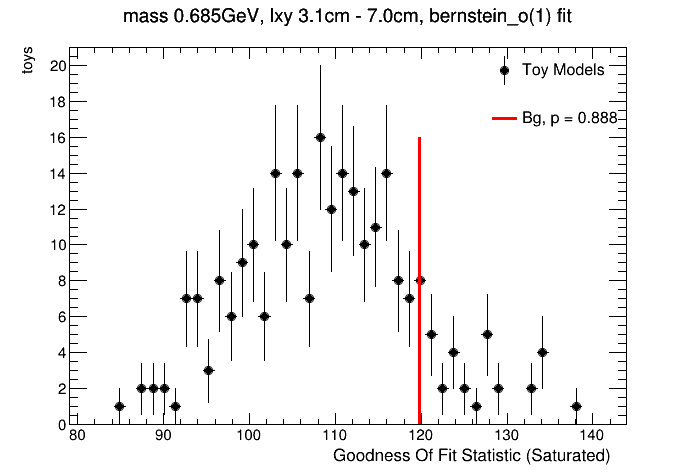 mass 0.685GeV, lxy 3.1cm - 7.0cm, bernstein_o(1) fit
toys
20
18
16
14
12
10
8
6
4
2
0
Toy Models
Bg, p = 0.888
80 90 100 110 120 130 140
Goodness Of Fit Statistic (Saturated)